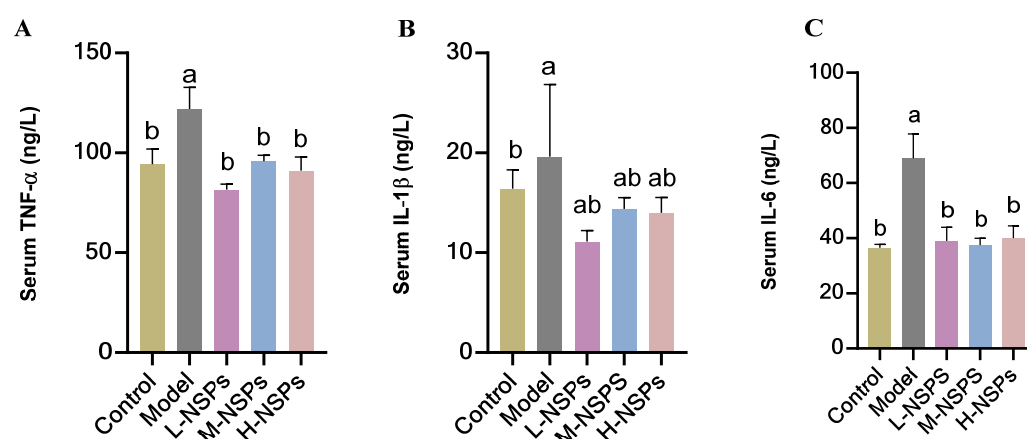 A
Serum TNF-α (ng/L)
150
100
50
0
b
a
b
b
b
Control
Model
L-NSPs
M-NSPs
H-NSPs
B
Serum IL-1β (ng/L)
30
20
10
0
b
a
ab
ab
ab
Control
Model
L-NSPs
M-NSPS
H-NSPs
C
Serum IL-6 (ng/L)
100
80
60
40
20
0
b
a
b
b
b
Control
Model
L-NSPS
M-NSPS
H-NSPs